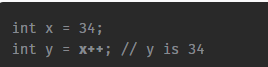 int x = 34;
int y = x++; // y is 34